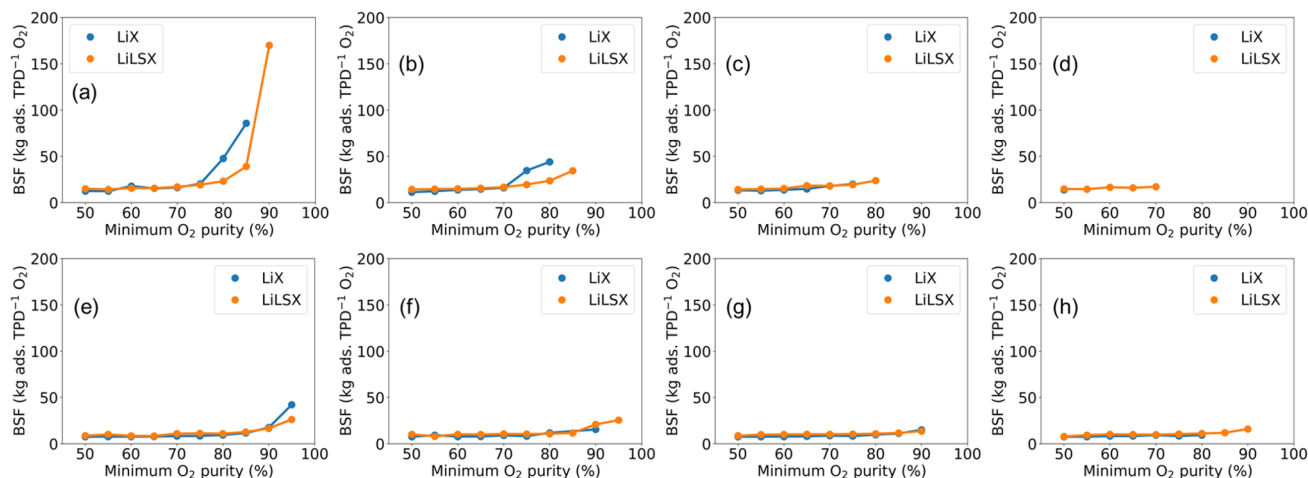 200
150
100
50
0
BSF (kg ads. TPD⁻¹ O₂)
LiX
LiLSX
(a)
50 60 70 80 90 100
Minimum O₂ purity (%)
200
150
100
50
0
BSF (kg ads. TPD⁻¹ O₂)
LiX
LiLSX
(b)
50 60 70 80 90 100
Minimum O₂ purity (%)
200
150
100
50
0
BSF (kg ads. TPD⁻¹ O₂)
LiX
LiLSX
(c)
50 60 70 80 90 100
Minimum O₂ purity (%)
200
150
100
50
0
BSF (kg ads. TPD⁻¹ O₂)
LiX
LiLSX
(d)
50 60 70 80 90 100
Minimum O₂ purity (%)
200
150
100
50
0
BSF (kg ads. TPD⁻¹ O₂)
LiX
LiLSX
(e)
50 60 70 80 90 100
Minimum O₂ purity (%)
200
150
100
50
0
BSF (kg ads. TPD⁻¹ O₂)
LiX
LiLSX
(f)
50 60 70 80 90 100
Minimum O₂ purity (%)
200
150
100
50
0
BSF (kg ads. TPD⁻¹ O₂)
LiX
LiLSX
(g)
50 60 70 80 90 100
Minimum O₂ purity (%)
200
150
100
50
0
BSF (kg ads. TPD⁻¹ O₂)
LiX
LiLSX
(h)
50 60 70 80 90 100
Minimum O₂ purity (%)